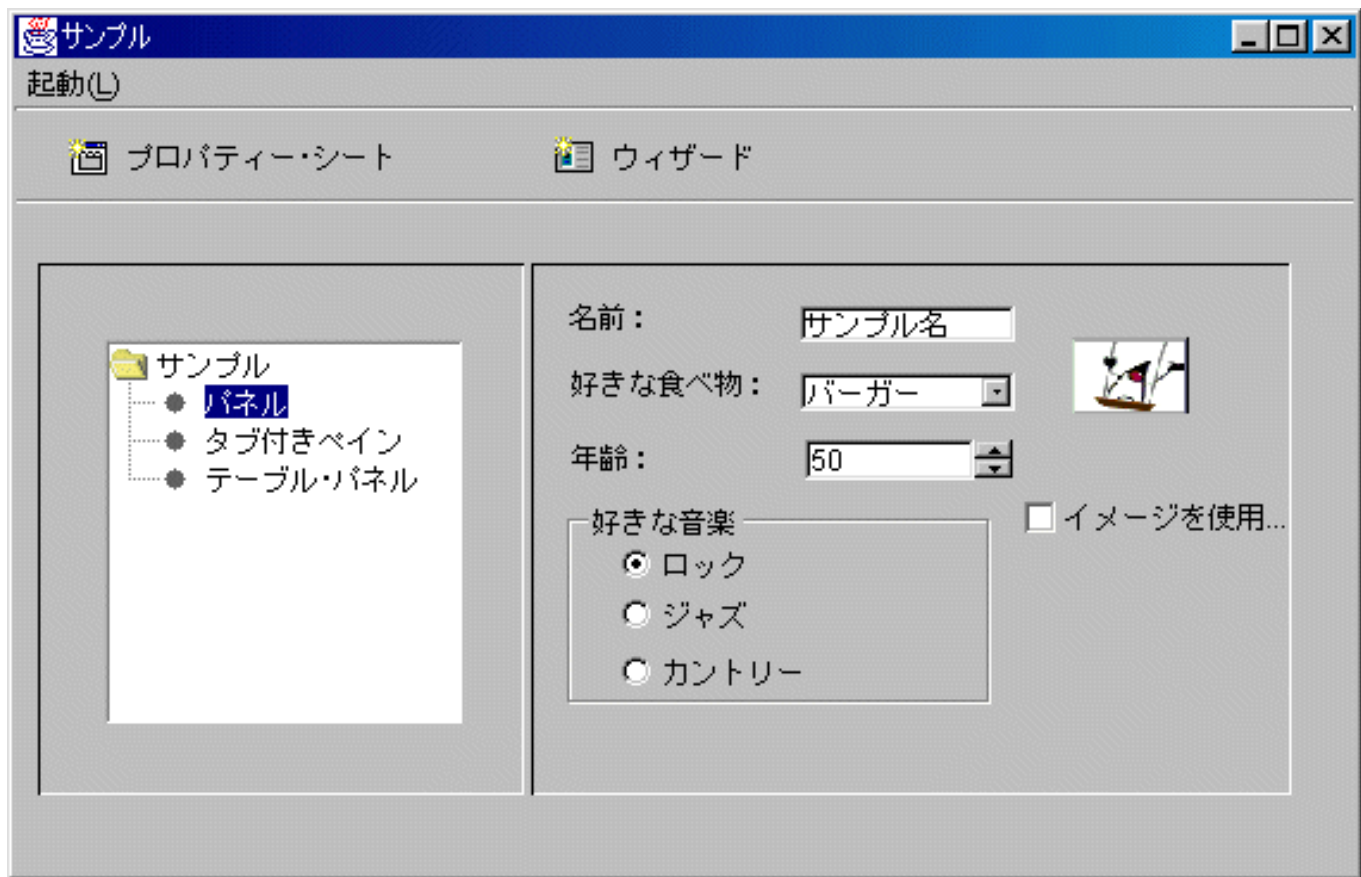 サンプル
起動(L)
プロパティー・シート ウィザード
サンプル
パネル
タブ付きペイン
テーブル・パネル
名前： サンプル名
好きな食べ物： バーガー
年齢： 50
好きな音楽
ロック
ジャズ
カントリー
イメージを使用...